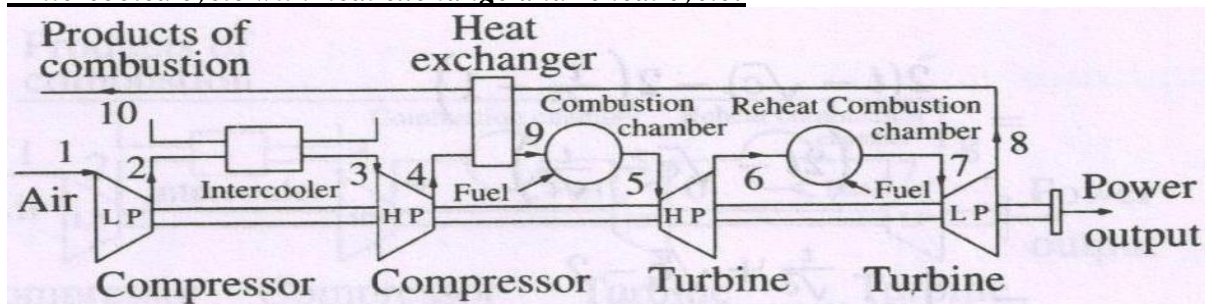 Products of combustion
Heat exchanger
Combustion chamber
Reheat Combustion chamber
10
9
8
1
2
Intercooler
3
4
Fuel
5
6
Fuel
7
Air
L P
H P
H P
L P
Power output
Compressor
Compressor
Turbine
Turbine